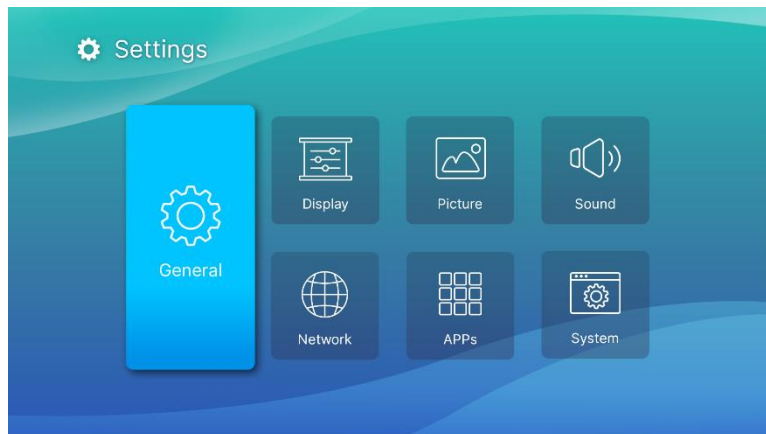 Settings
General
Display
Picture
Sound
Network
APPs
System